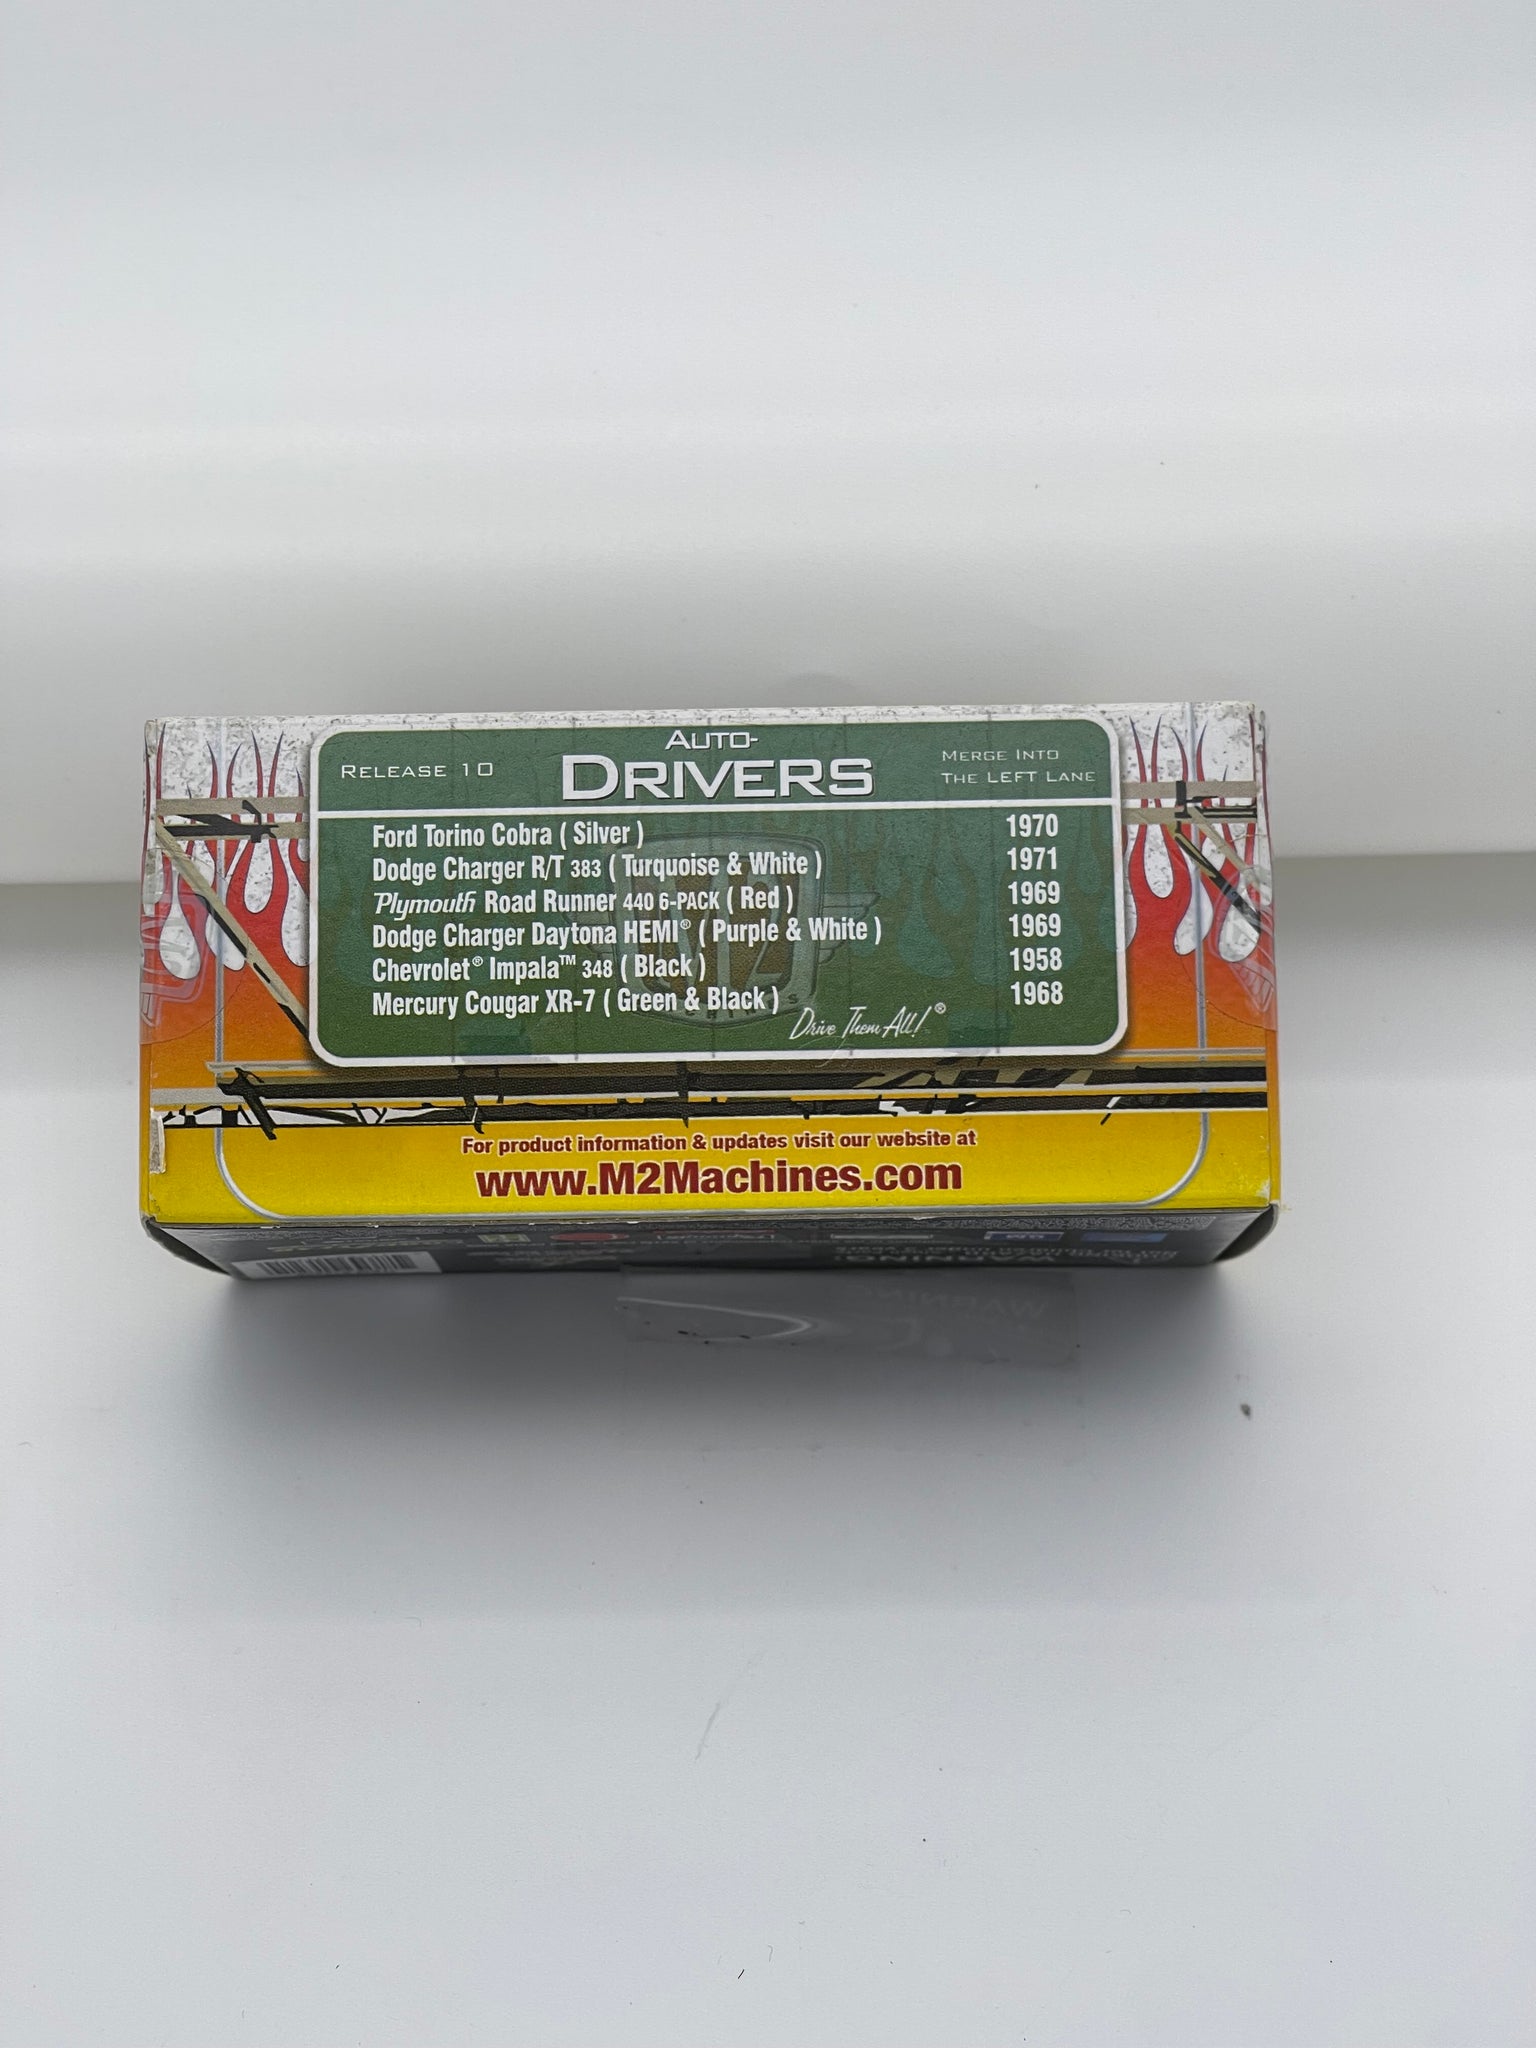 AUTO-
DRIVERS
RELEASE 10
MERGE INTO
THE LEFT LANE
Ford Torino Cobra ( Silver ) 1970
Dodge Charger R/T 383 ( Turquoise & White ) 1971
Plymouth Road Runner 440 6-PACK ( Red ) 1969
Dodge Charger Daytona HEMI® ( Purple & White ) 1969
Chevrolet® Impala™ 348 ( Black ) 1958
Mercury Cougar XR-7 ( Green & Black ) 1968
Drive Them All!®
M2
For product information & updates visit our website at
www.M2Machines.com
WARNING: